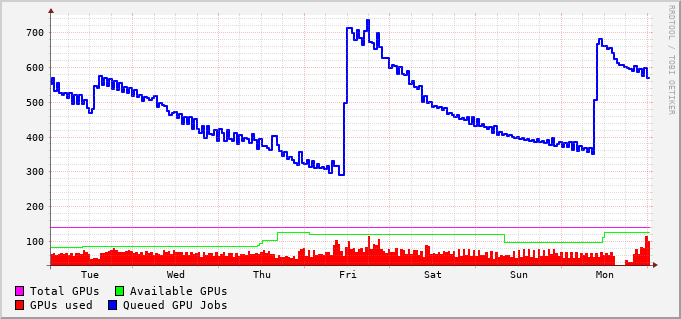 RRDTOOL / TOBI OETIKER
700
600
500
400
300
200
100
Tue Wed Thu Fri Sat Sun Mon
Total GPUs Available GPUs
GPUs used Queued GPU Jobs